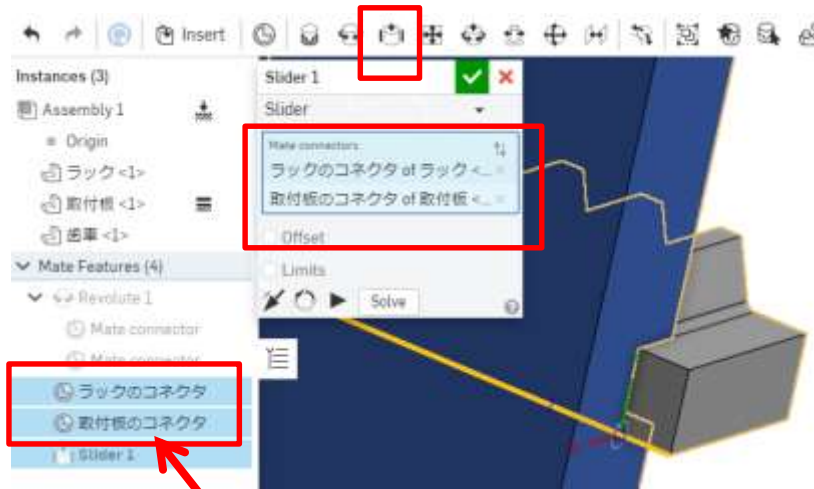 Insert
Instances (3)
Assembly 1
Origin
ラック <1>
取付板 <1>
歯車 <1>
Mate Features (4)
Revolute 1
Mate connector
Mate connector
ラックのコネクタ
取付板のコネクタ
Slider 1
Slider 1
Slider
Mate connectors
ラックのコネクタ of ラック <...
取付板のコネクタ of 取付板 <...
Offset
Limits
Solve